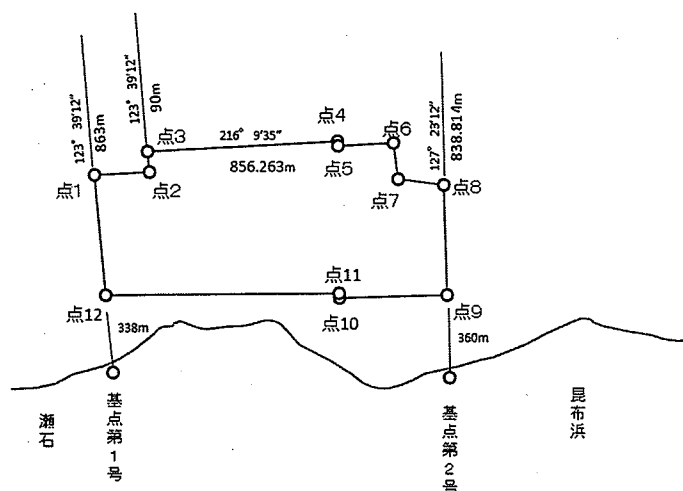 123° 39′12″
863m
123° 39′12″
90m
127° 23′12″
838.814m
点3
216° 9′35″
856.263m
点4
点5
点6
点1
点2
点7
点8
点12
点11
点10
点9
338m
360m
瀬石
基点第1号
基点第2号
昆布浜